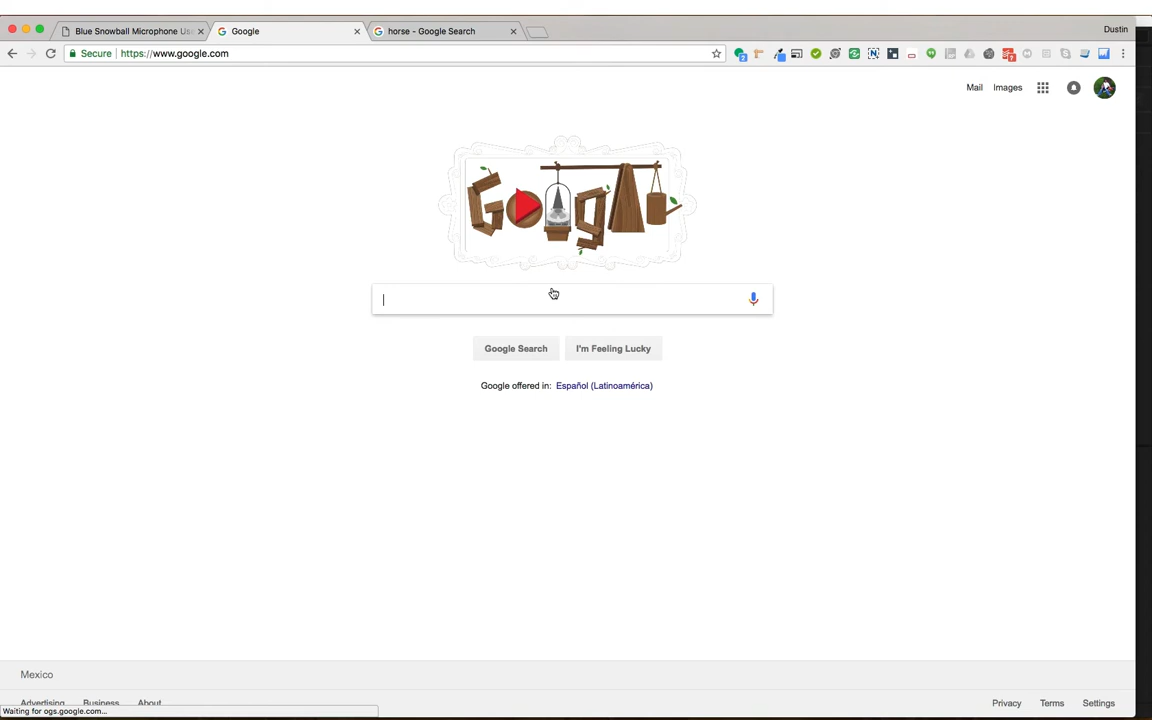 Blue Snowball Microphone Usa
Google
horse - Google Search
Dustin
Secure
https://www.google.com
Mail
Images
Google Search
I'm Feeling Lucky
Google offered in: Español (Latinoamérica)
Mexico
Advertising
Business
About
Privacy
Terms
Settings
Waiting for ogs.google.com...